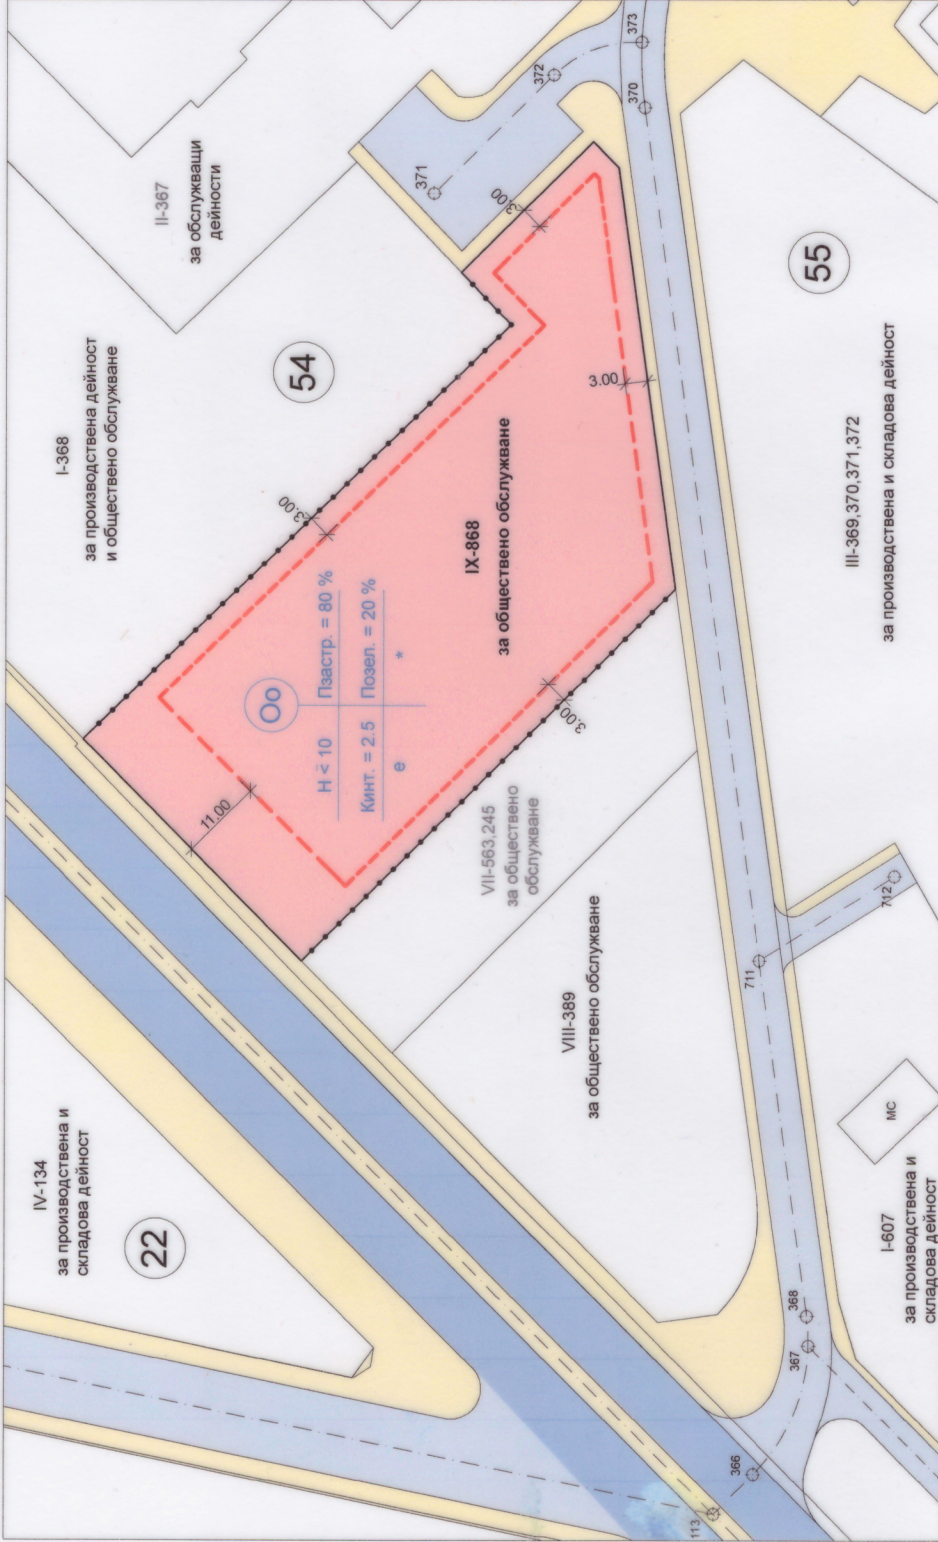 IV-134
за производствена и
складова дейност
22
I-368
за производствена дейност
и обществено обслужване
II-367
за обслужващи
дейности
54
371
372
373
370
3.00
3.00
3.00
3.00
11.00
Оо
H < 10
Пзастр. = 80 %
Кинт. = 2.5
Позел. = 20 %
е
*
IX-868
за обществено обслужване
VII-563,245
за обществено
обслужване
VIII-389
за обществено обслужване
55
III-369,370,371,372
за производствена и складова дейност
711
712
МС
I-607
за производствена и
складова дейност
368
367
366
113